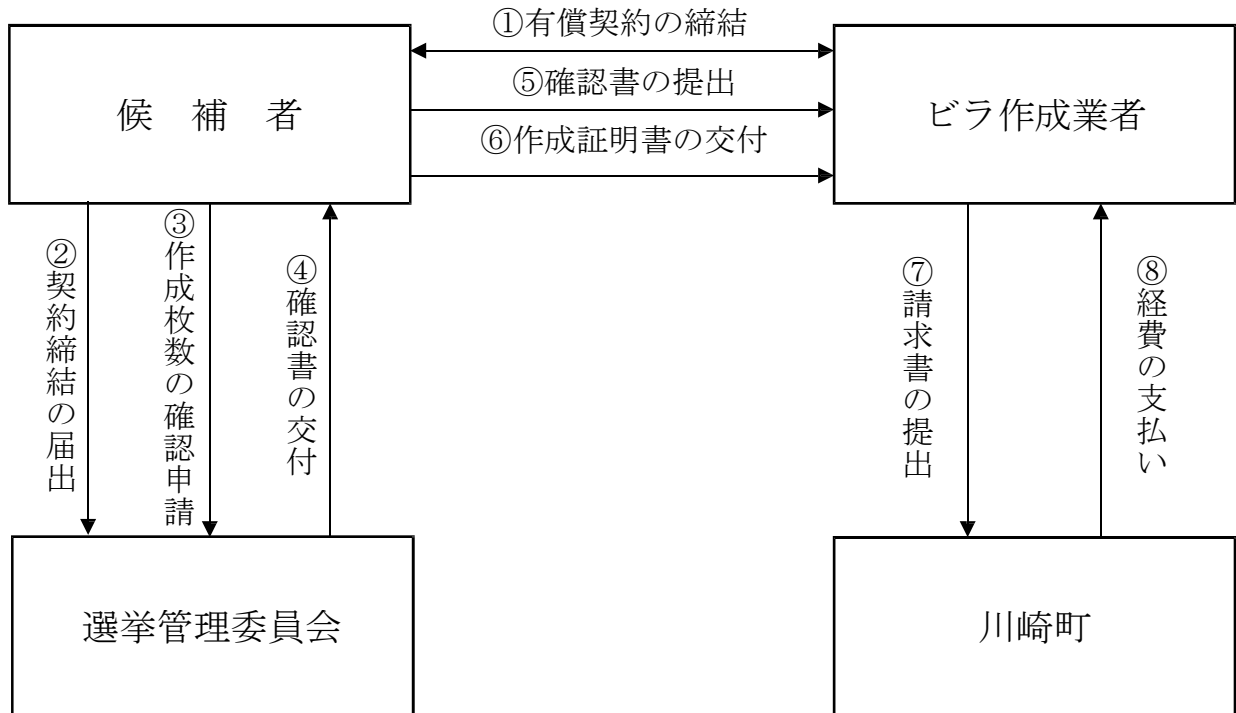 ①有償契約の締結
候 補 者
⑤確認書の提出
ビラ作成業者
⑥作成証明書の交付
②契約締結の届出
③作成枚数の確認申請
④確認書の交付
⑦請求書の提出
⑧経費の支払い
選挙管理委員会
川崎町